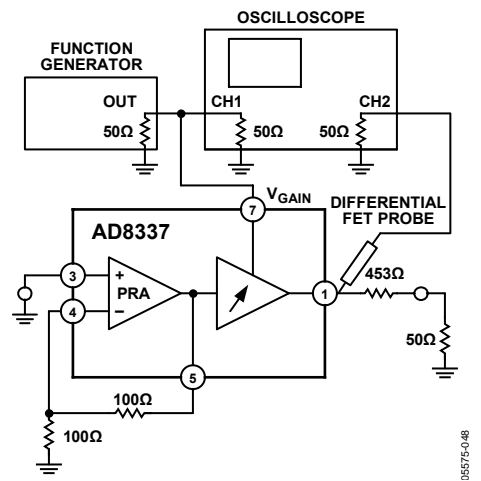 OSCILLOSCOPE
FUNCTION
GENERATOR
OUT
CH1
CH2
50Ω
50Ω
50Ω
VGAIN
DIFFERENTIAL
FET PROBE
7
AD8337
453Ω
3
+
PRA
1
4
–
50Ω
5
100Ω
100Ω
05575-048